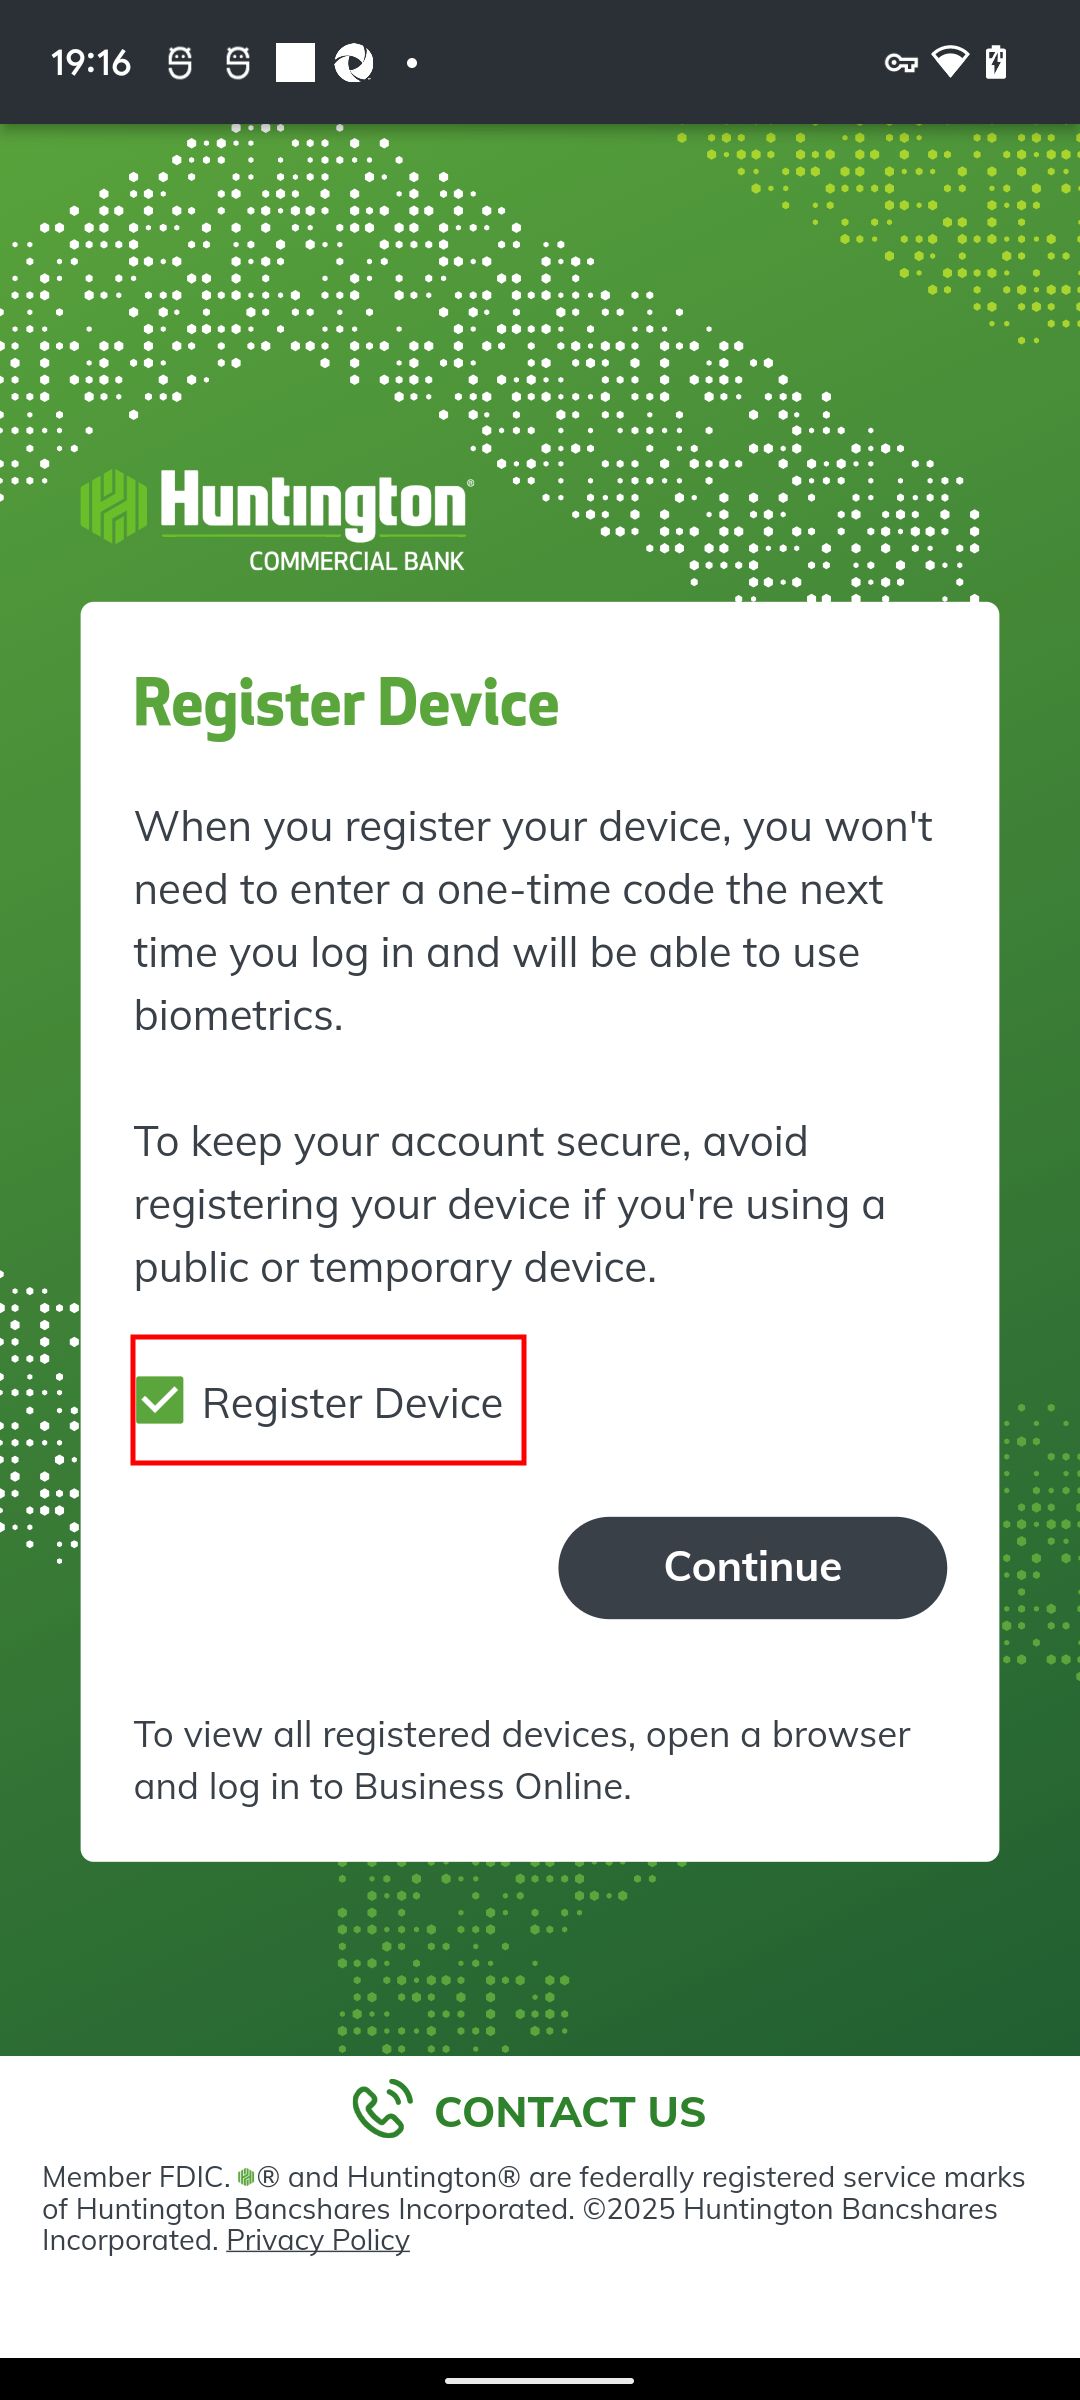 19:16
Huntington®
COMMERCIAL BANK
Register Device
When you register your device, you won't
need to enter a one-time code the next
time you log in and will be able to use
biometrics.
To keep your account secure, avoid
registering your device if you're using a
public or temporary device.
Register Device
Continue
To view all registered devices, open a browser
and log in to Business Online.
CONTACT US
Member FDIC. ® and Huntington® are federally registered service marks
of Huntington Bancshares Incorporated. ©2025 Huntington Bancshares
Incorporated. Privacy Policy